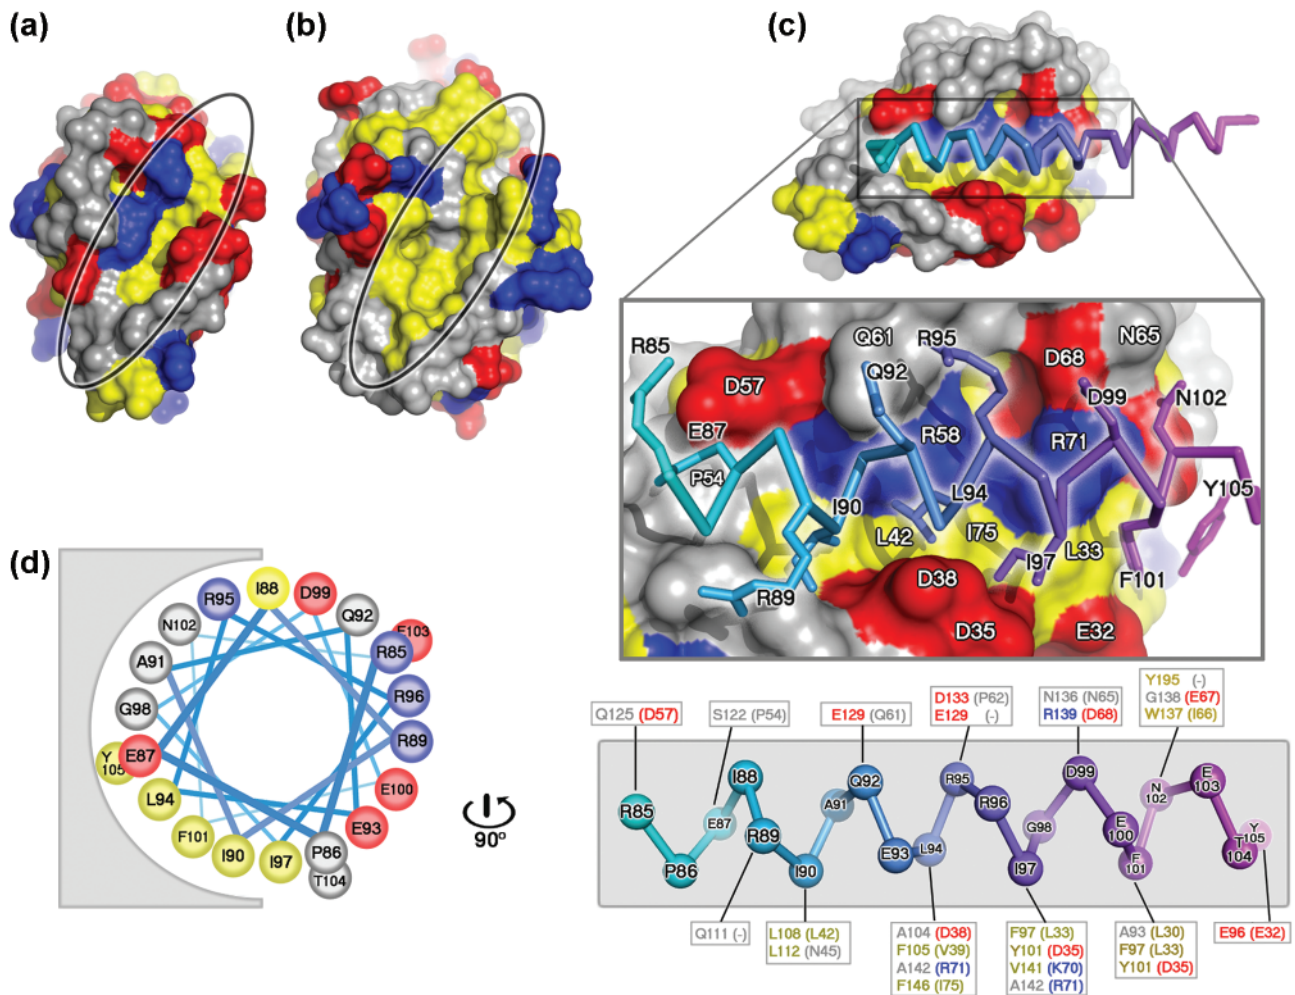 (a)
(b)
(c)
R85
D57
Q61
Q92
R95
D68
N65
D99
N102
E87
P54
R58
R71
I90
L94
Y105
L42
I75
I97
L33
F101
R89
D38
D35
E32
(d)
R95
I88
D99
Q92
N102
E103
R85
A91
R96
G98
R89
Y
105
E87
L94
E100
F101
E93
I90
I97
P86
T104
90°
Q125 (D57)
S122 (P54)
E129 (Q61)
D133 (P62)
E129 (-)
N136 (N65)
R139 (D68)
Y195 (-)
G138 (E67)
W137 (I66)
R85
P86
E87
I88
R89
I90
A91
Q92
E93
L94
R95
R96
I97
G98
D99
E
100
F
101
N
102
E
103
T
104
Y
105
Q111 (-)
L108 (L42)
L112 (N45)
A104 (D38)
F105 (V39)
A142 (R71)
F146 (I75)
F97 (L33)
Y101 (D35)
V141 (K70)
A142 (R71)
A93 (L30)
F97 (L33)
Y101 (D35)
E96 (E32)